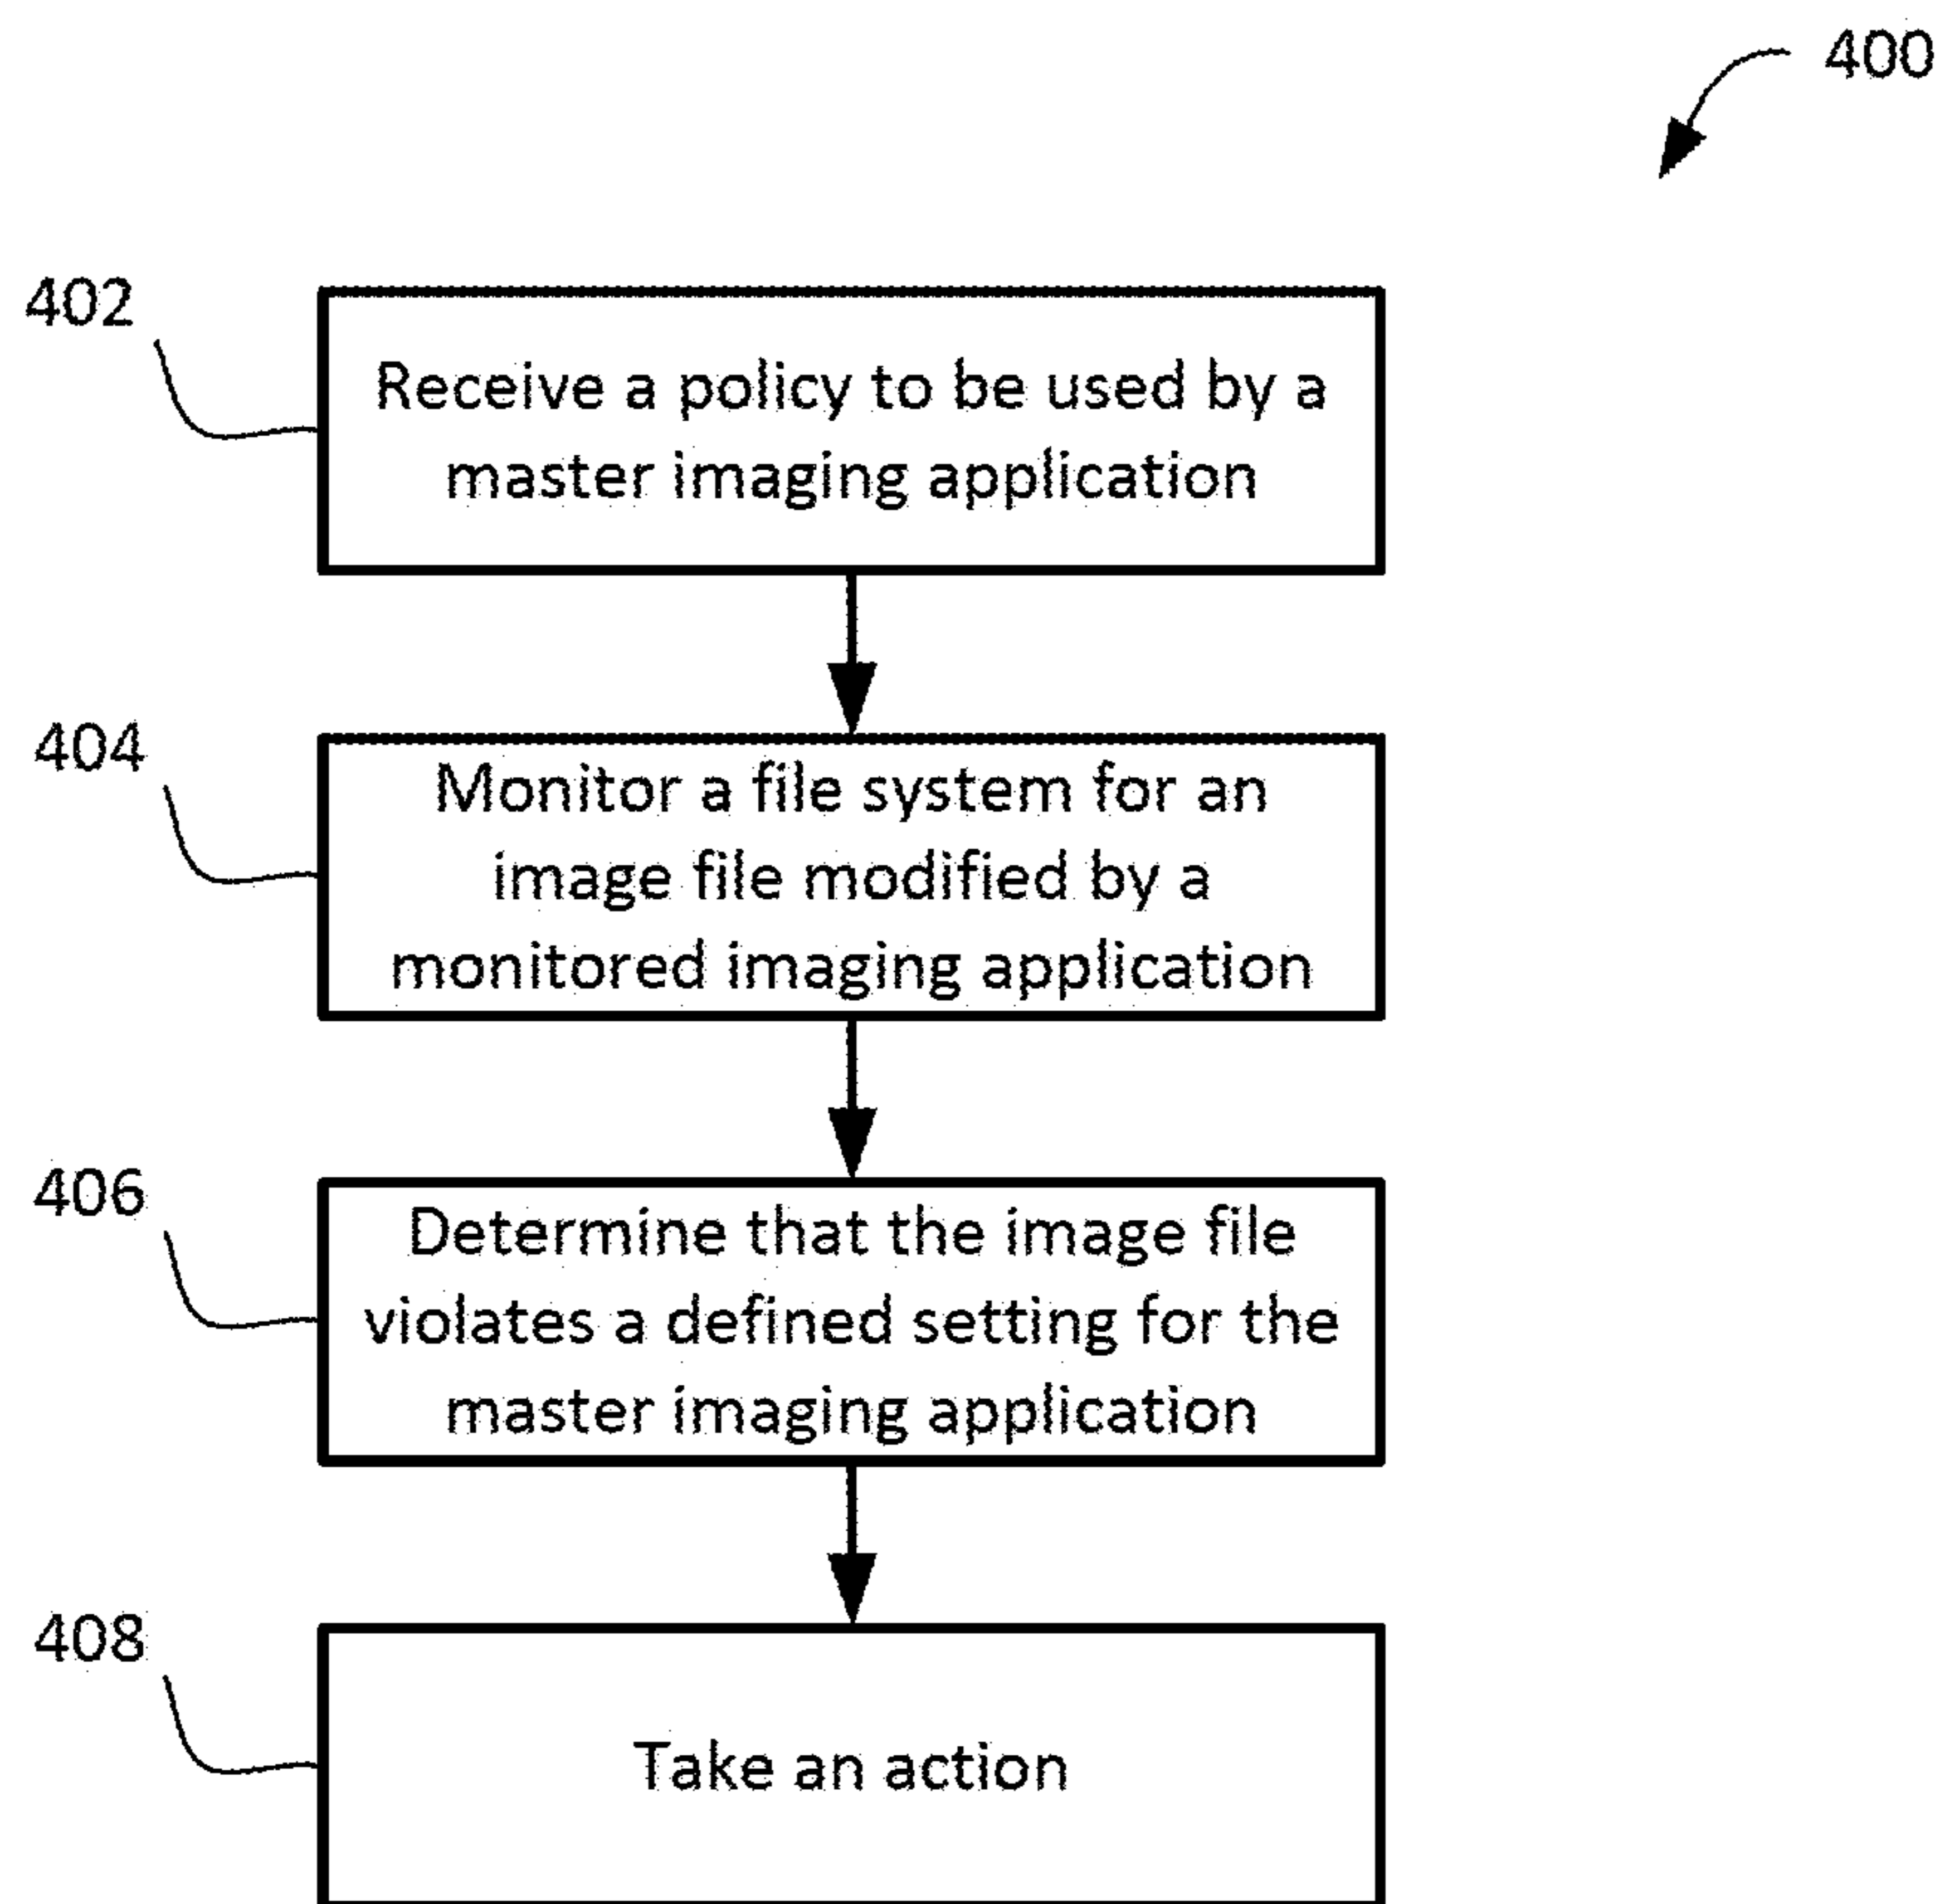 400
402
Receive a policy to be used by a
master imaging application
404
Monitor a file system for an
image file modified by a
monitored imaging application
406
Determine that the image file
violates a defined setting for the
master imaging application
408
Take an action